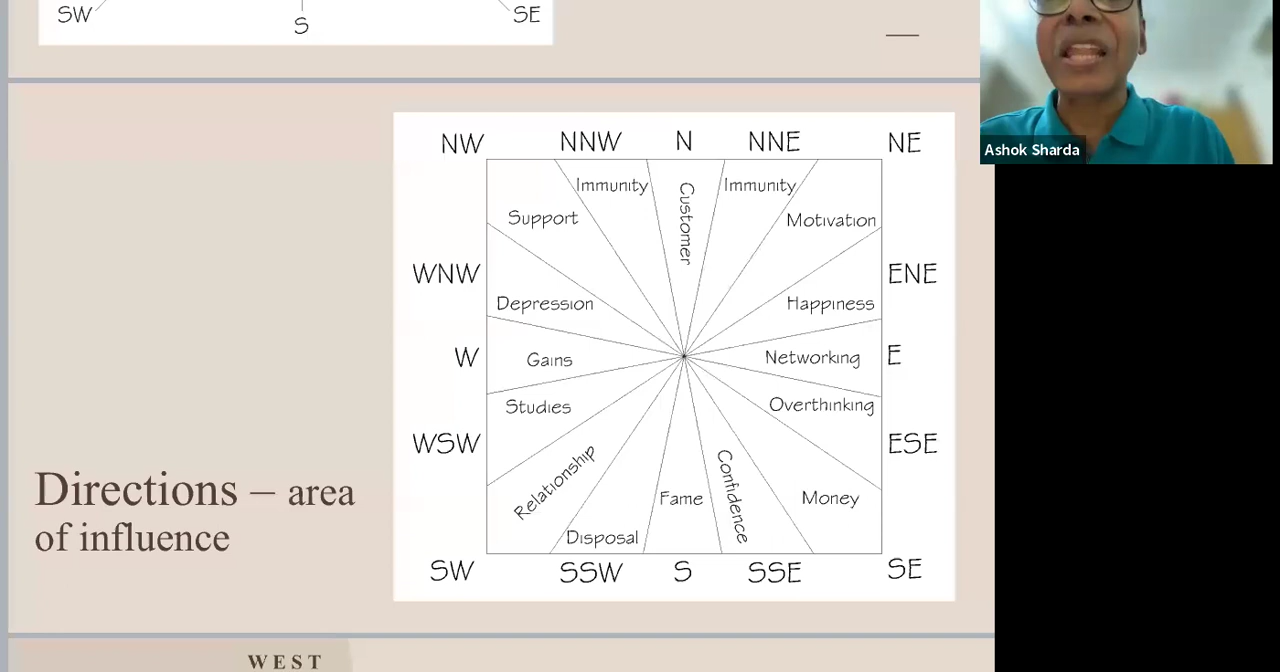 SW
S
SE
Ashok Sharda
NW NNW N NNE NE
Immunity
Customer
Immunity
Support
Motivation
WNW
ENE
Depression
Happiness
W
Gains
Networking
E
Studies
Overthinking
WSW
ESE
Relationship
Confidence
Fame
Money
Disposal
Directions – area
of influence
SW SSW S SSE SE
WEST